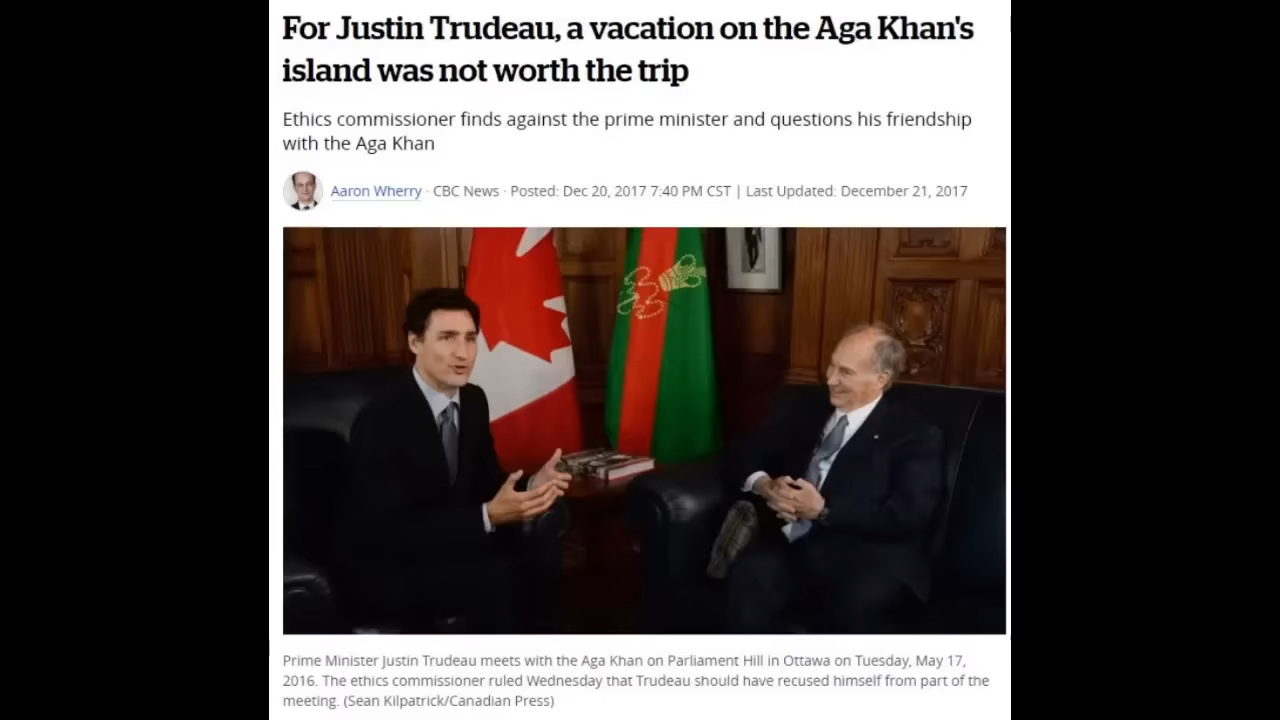 For Justin Trudeau, a vacation on the Aga Khan's
island was not worth the trip
Ethics commissioner finds against the prime minister and questions his friendship
with the Aga Khan
Aaron Wherry · CBC News · Posted: Dec 20, 2017 7:40 PM CST | Last Updated: December 21, 2017
Prime Minister Justin Trudeau meets with the Aga Khan on Parliament Hill in Ottawa on Tuesday, May 17,
2016. The ethics commissioner ruled Wednesday that Trudeau should have recused himself from part of the
meeting. (Sean Kilpatrick/Canadian Press)